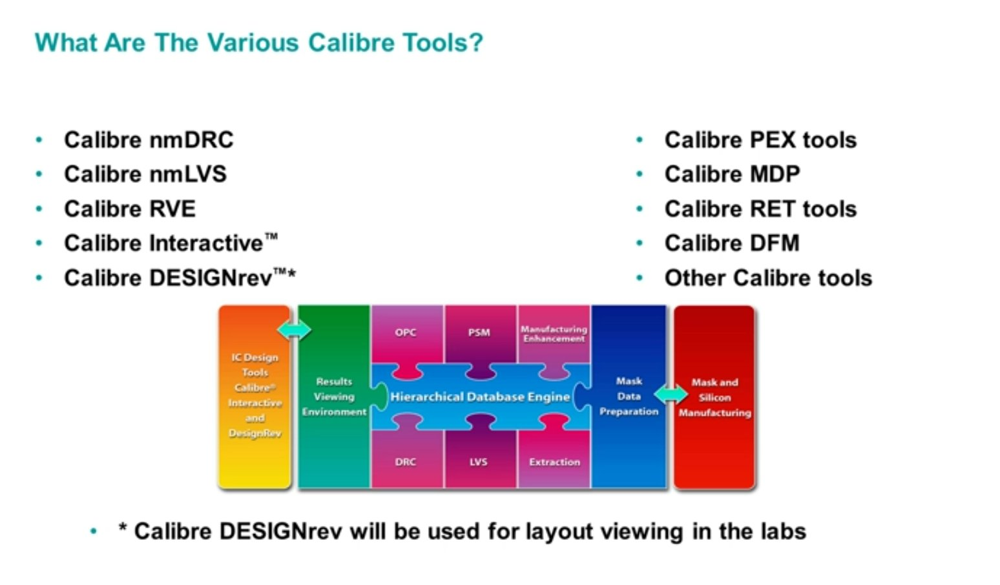 What Are The Various Calibre Tools?
• Calibre nmDRC
• Calibre nmLVS
• Calibre RVE
• Calibre Interactive™
• Calibre DESIGNrev™*
• Calibre PEX tools
• Calibre MDP
• Calibre RET tools
• Calibre DFM
• Other Calibre tools
IC Design
Tools
Calibre®
Interactive
and
DesignRev
Results
Viewing
Environment
OPC
PSM
Manufacturing
Enhancement
Hierarchical Database Engine
DRC
LVS
Extraction
Mask
Data
Preparation
Mask and
Silicon
Manufacturing
• * Calibre DESIGNrev will be used for layout viewing in the labs